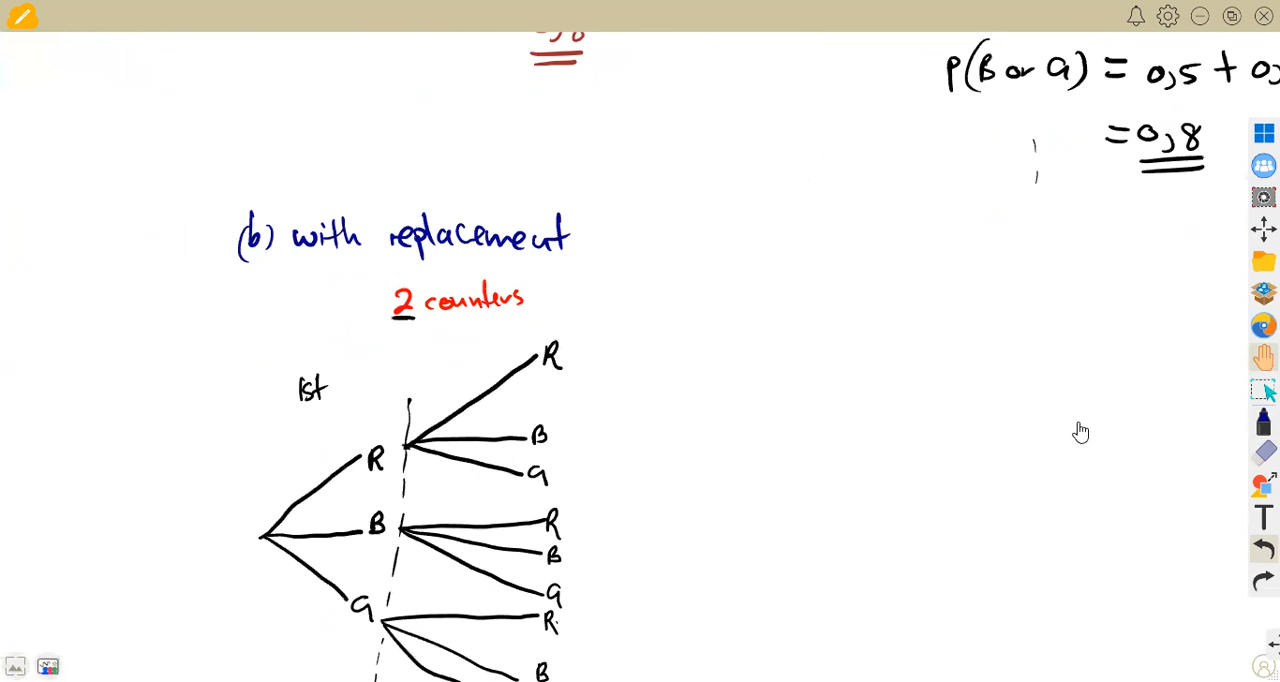 P(B or G) = 0,5 + 0,
= 0,8
(b) with replacement
2 counters
1st
R
B
G
R
B
G
R
B
G
R
B
T